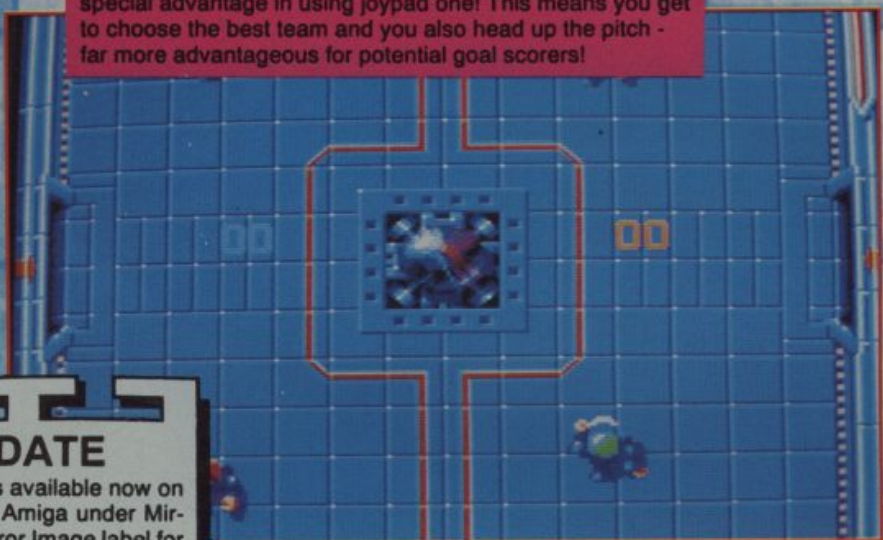 special advantage in using joypad one! This means you get
to choose the best team and you also head up the pitch -
far more advantageous for potential goal scorers!
00
00
DATE
s available now on
Amiga under Mir-
ror Image label for